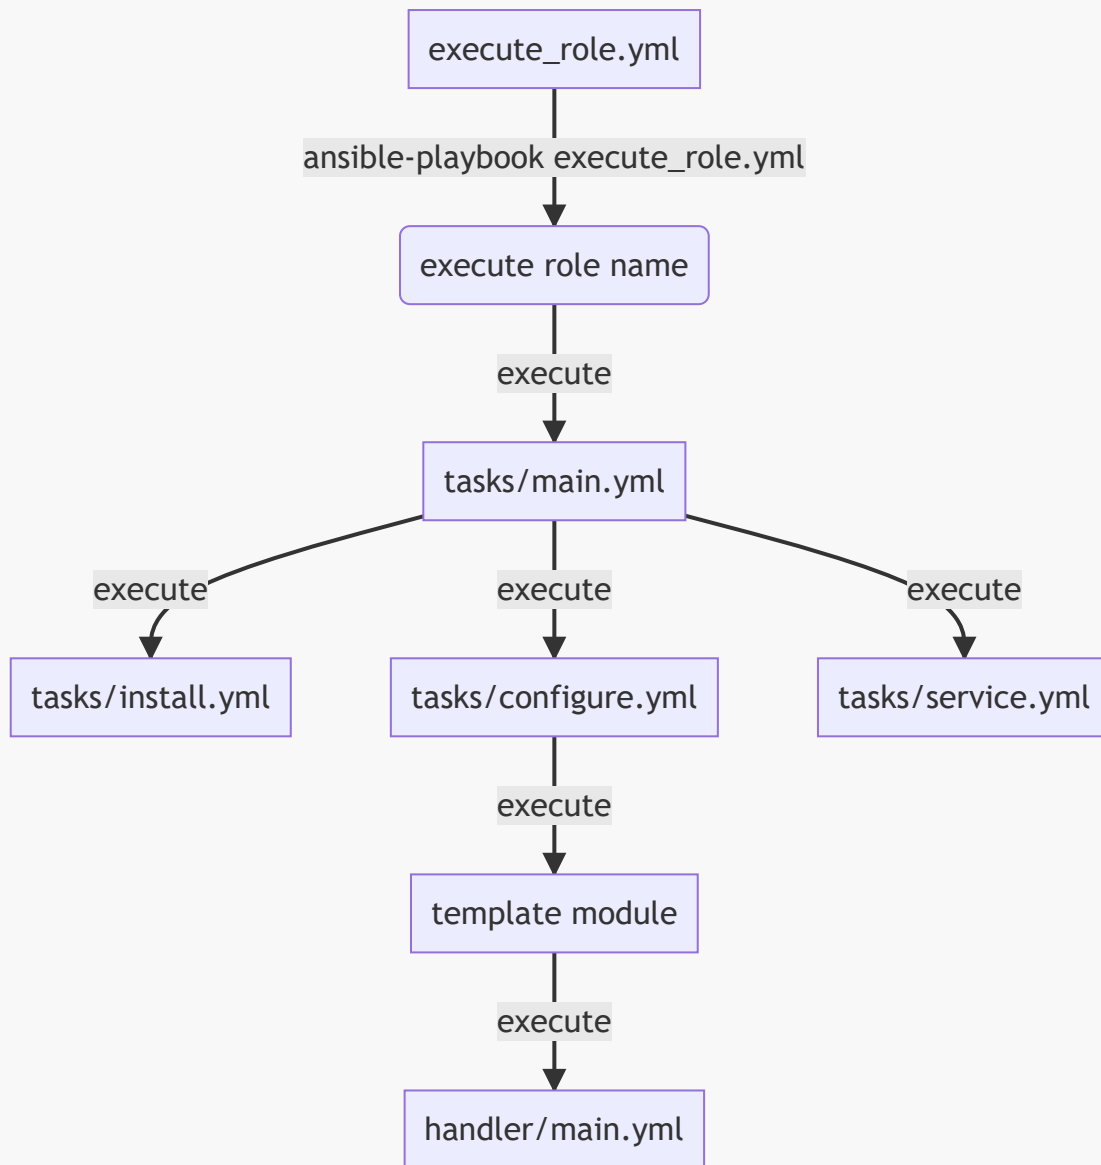 execute_role.yml
ansible-playbook execute_role.yml
execute role name
execute
tasks/main.yml
execute
execute
execute
tasks/install.yml
tasks/configure.yml
tasks/service.yml
execute
template module
execute
handler/main.yml